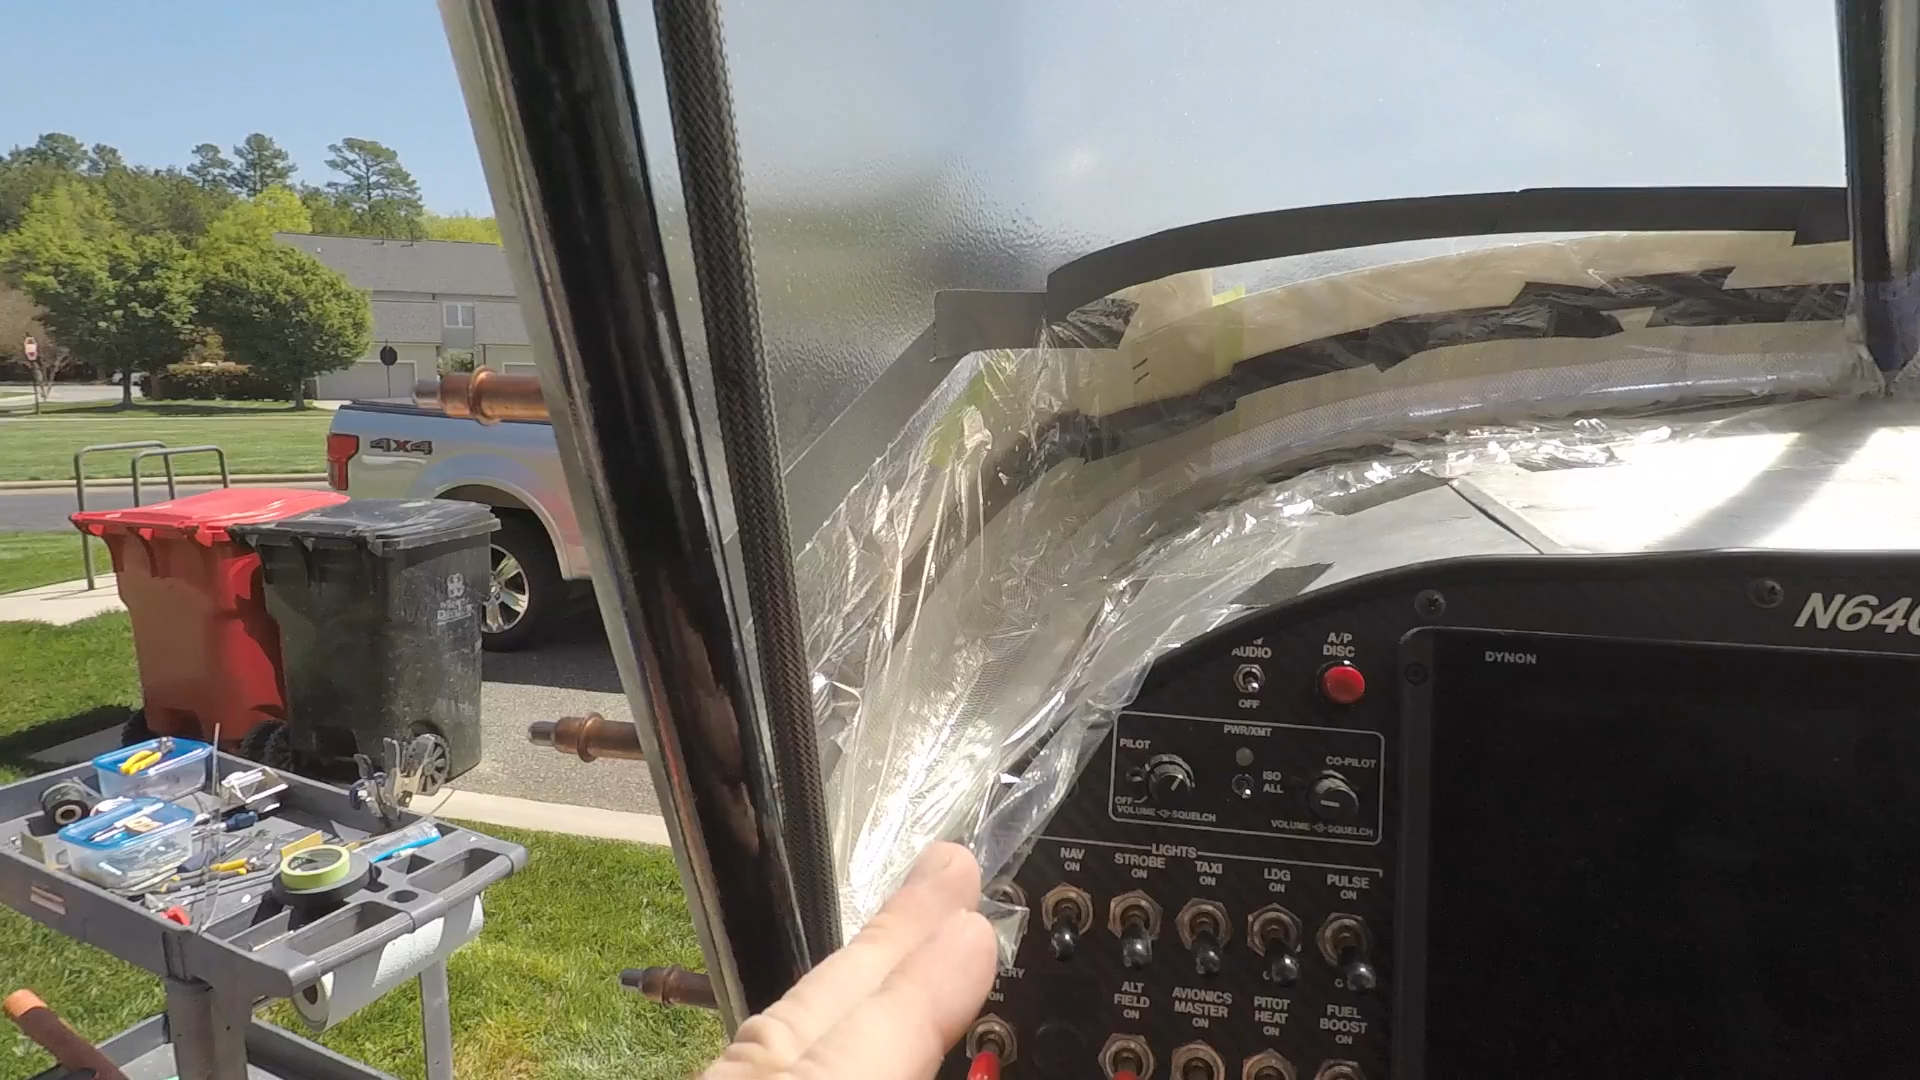 4x4
N640
DYNON
AUDIO
OFF
A/P
DISC
PWR/XMT
PILOT
OFF
VOLUME SQUELCH
ISO
ALL
CO-PILOT
VOLUME SQUELCH
LIGHTS
NAV
ON
STROBE
ON
TAXI
ON
LDG
ON
PULSE
ON
ON
ALT
FIELD
ON
AVIONICS
MASTER
ON
PITOT
HEAT
ON
FUEL
BOOST
ON